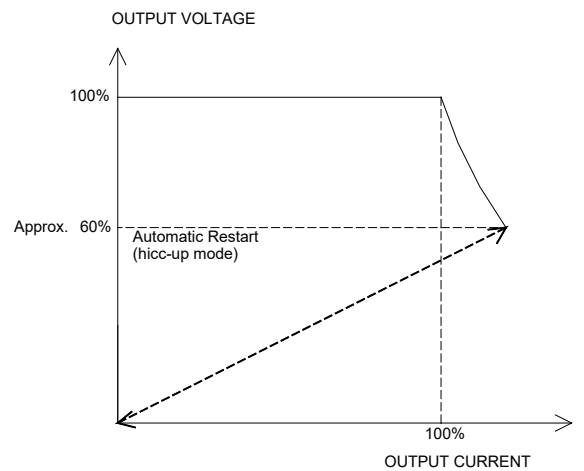 OUTPUT VOLTAGE
100%
Approx. 60%
Automatic Restart
(hicc-up mode)
100%
OUTPUT CURRENT